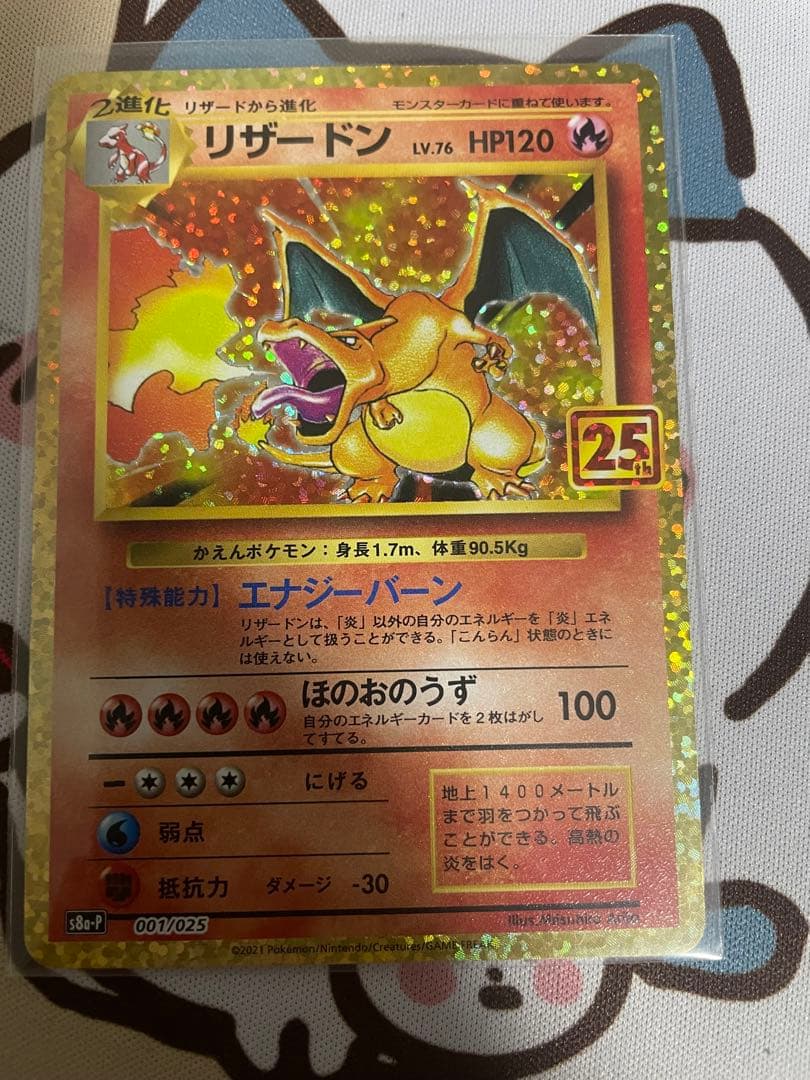 2進化 リザードから進化 モンスターカードに重ねて使います。
リザードン LV.76 HP120
25th
かえんポケモン：身長1.7m、体重90.5Kg
【特殊能力】エナジーバーン
リザードンは、「炎」以外の自分のエネルギーを「炎」エネ
ルギーとして扱うことができる。「こんらん」状態のときに
は使えない。
ほのおのうず 100
自分のエネルギーカードを２枚はがし
てすてる。
にげる
弱点
抵抗力 ダメージ -30
地上１４００メートル
まで羽をつかって飛ぶ
ことができる。高熱の
炎をはく。
s8a-P 001/025
Illus. Mitsuhiro Arita
©2021 Pokémon/Nintendo/Creatures/GAME FREAK